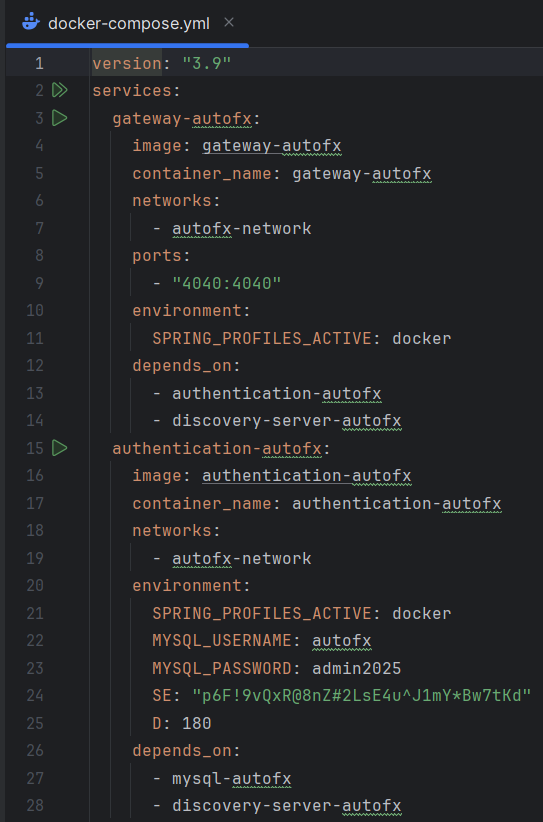 docker-compose.yml
1 version: "3.9"
2 services:
3 gateway-autofx:
4 image: gateway-autofx
5 container_name: gateway-autofx
6 networks:
7 - autofx-network
8 ports:
9 - "4040:4040"
10 environment:
11 SPRING_PROFILES_ACTIVE: docker
12 depends_on:
13 - authentication-autofx
14 - discovery-server-autofx
15 authentication-autofx:
16 image: authentication-autofx
17 container_name: authentication-autofx
18 networks:
19 - autofx-network
20 environment:
21 SPRING_PROFILES_ACTIVE: docker
22 MYSQL_USERNAME: autofx
23 MYSQL_PASSWORD: admin2025
24 SE: "p6F!9vQxR@8nZ#2LsE4u^J1mY*Bw7tKd"
25 D: 180
26 depends_on:
27 - mysql-autofx
28 - discovery-server-autofx